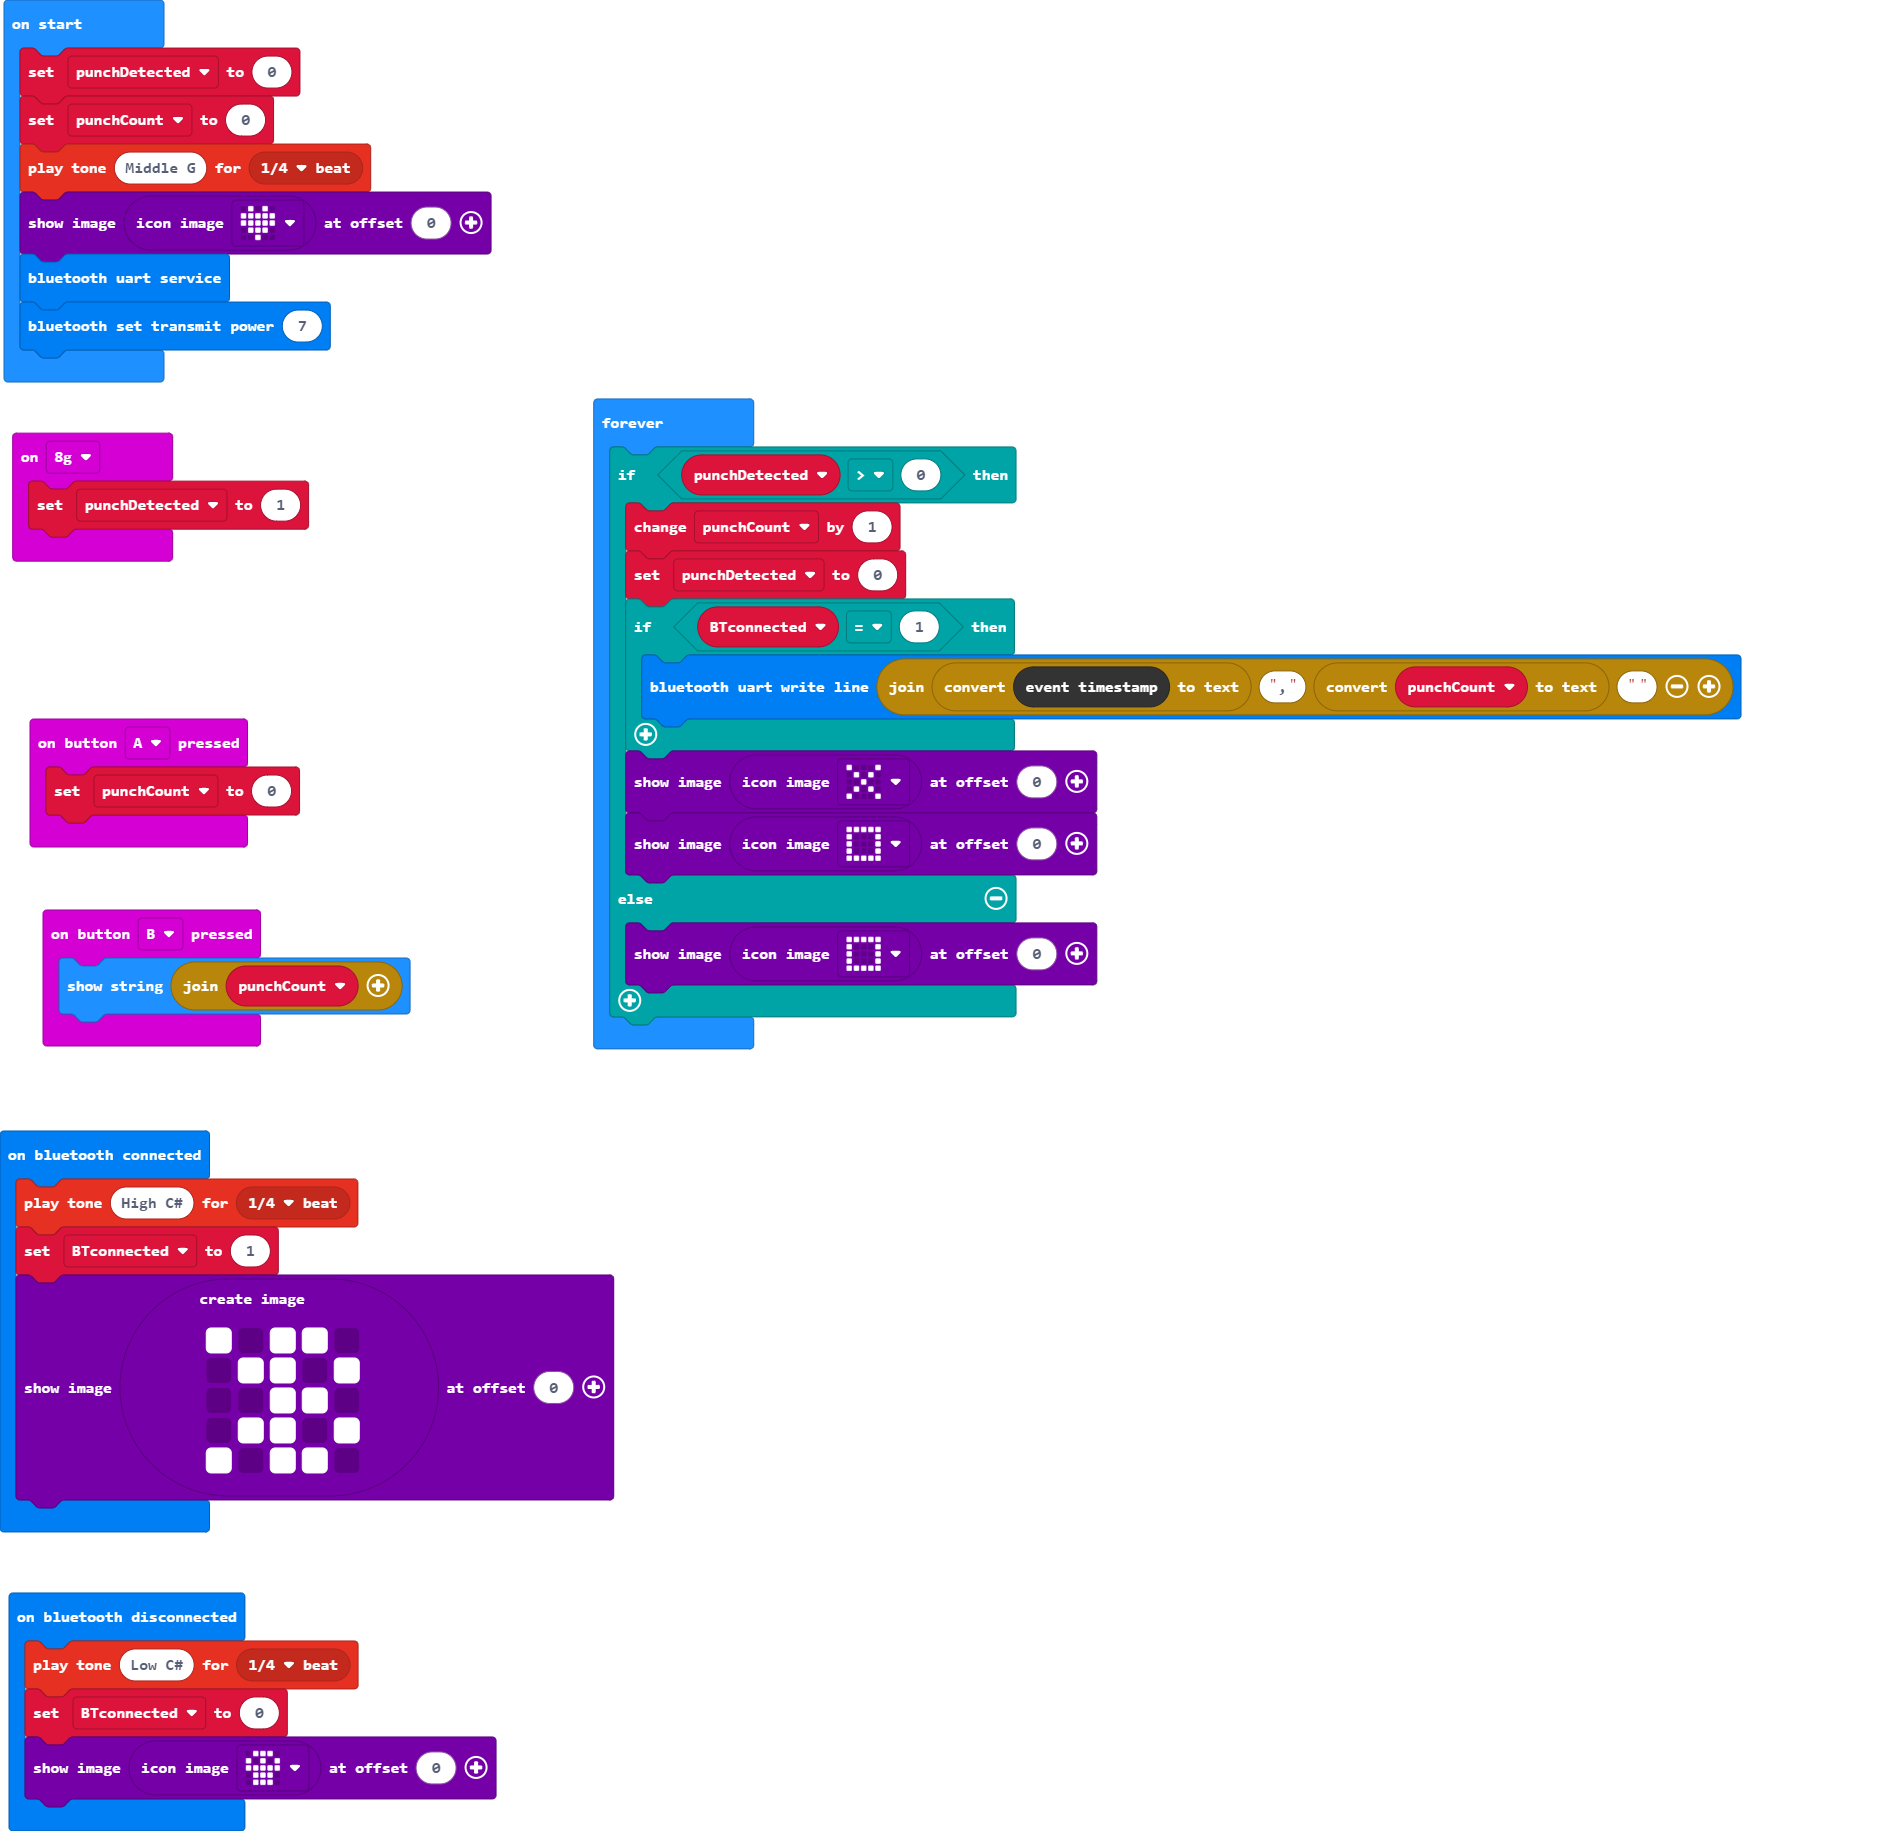 on start
set punchDetected to 0
set punchCount to 0
play tone Middle G for 1/4 beat
show image icon image at offset 0
bluetooth uart service
bluetooth set transmit power 7
on 8g
set punchDetected to 1
on button A pressed
set punchCount to 0
on button B pressed
show string join punchCount
forever
if punchDetected > 0 then
change punchCount by 1
set punchDetected to 0
if BTconnected = 1 then
bluetooth uart write line join convert event timestamp to text "," convert punchCount to text " "
show image icon image at offset 0
show image icon image at offset 0
else
show image icon image at offset 0
on bluetooth connected
play tone High C# for 1/4 beat
set BTconnected to 1
create image
show image at offset 0
on bluetooth disconnected
play tone Low C# for 1/4 beat
set BTconnected to 0
show image icon image at offset 0